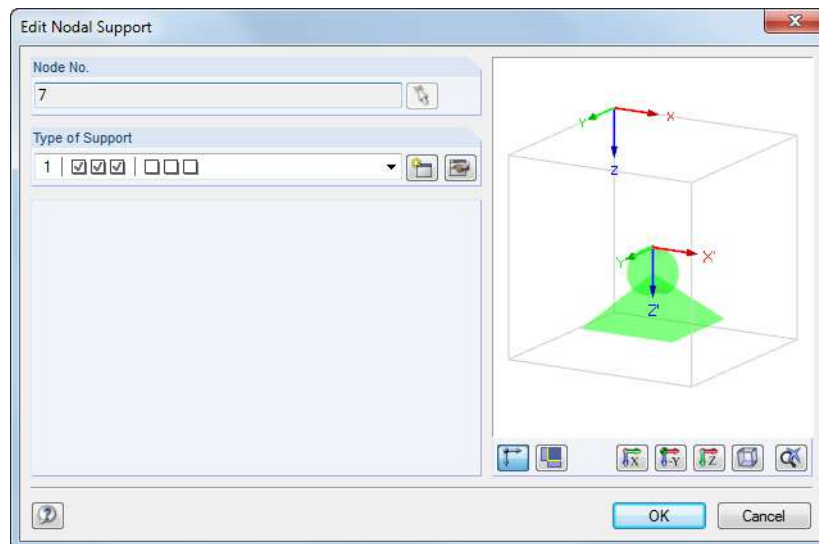 Edit Nodal Support
Node No.
7
Type of Support
1
Y X
Z
Y X'
Z'
X -Y Z
OK Cancel